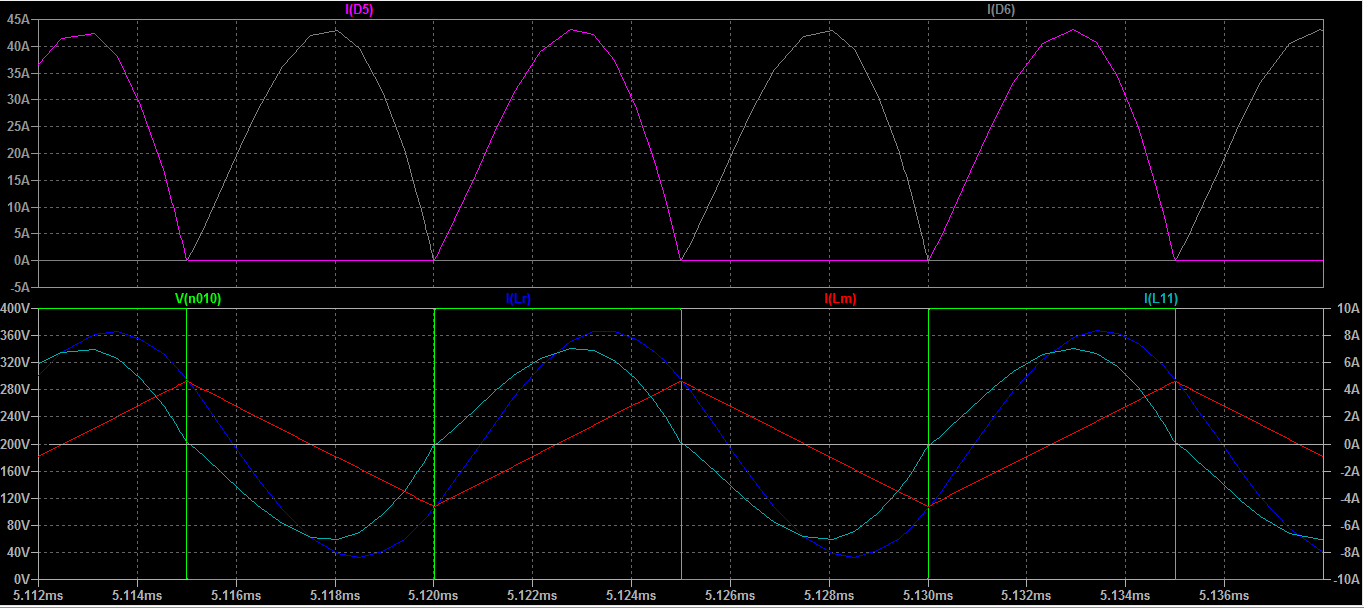 I(D5) I(D6)
45A
40A
35A
30A
25A
20A
15A
10A
5A
0A
-5A
V(n010) I(Lr) I(Lm) I(L11)
400V 10A
360V 8A
320V 6A
280V 4A
240V 2A
200V 0A
160V -2A
120V -4A
80V -6A
40V -8A
0V -10A
5.112ms 5.114ms 5.116ms 5.118ms 5.120ms 5.122ms 5.124ms 5.126ms 5.128ms 5.130ms 5.132ms 5.134ms 5.136ms